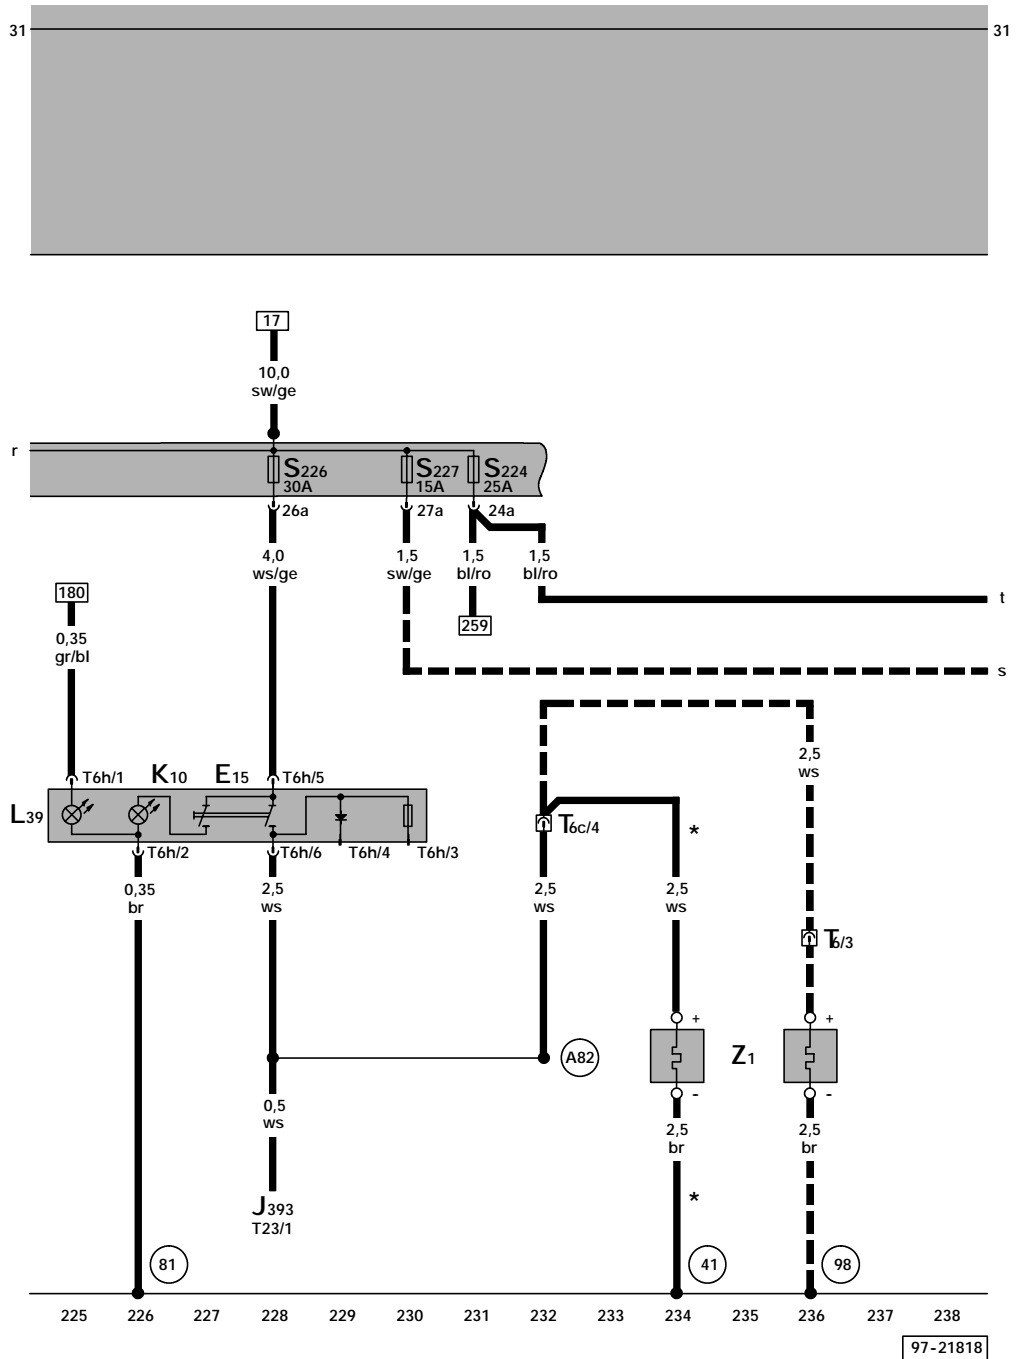 31 31
17
10,0
sw/ge
r
S226 S227 S224
30A 15A 25A
26a 27a 24a
4,0 1,5 1,5 1,5
ws/ge sw/ge bl/ro bl/ro
180
t
259
0,35
gr/bl
s
2,5
ws
T6h/1 K10 E15 T6h/5
L39
T6c/4
*
T6h/2 T6h/6 T6h/4 T6h/3
0,35 2,5 2,5 2,5
br ws ws ws
T6/3
+ +
A82 Z1
- -
0,5
ws
2,5 2,5
br br
*
J393
T23/1
81 41 98
225 226 227 228 229 230 231 232 233 234 235 236 237 238
97-21818